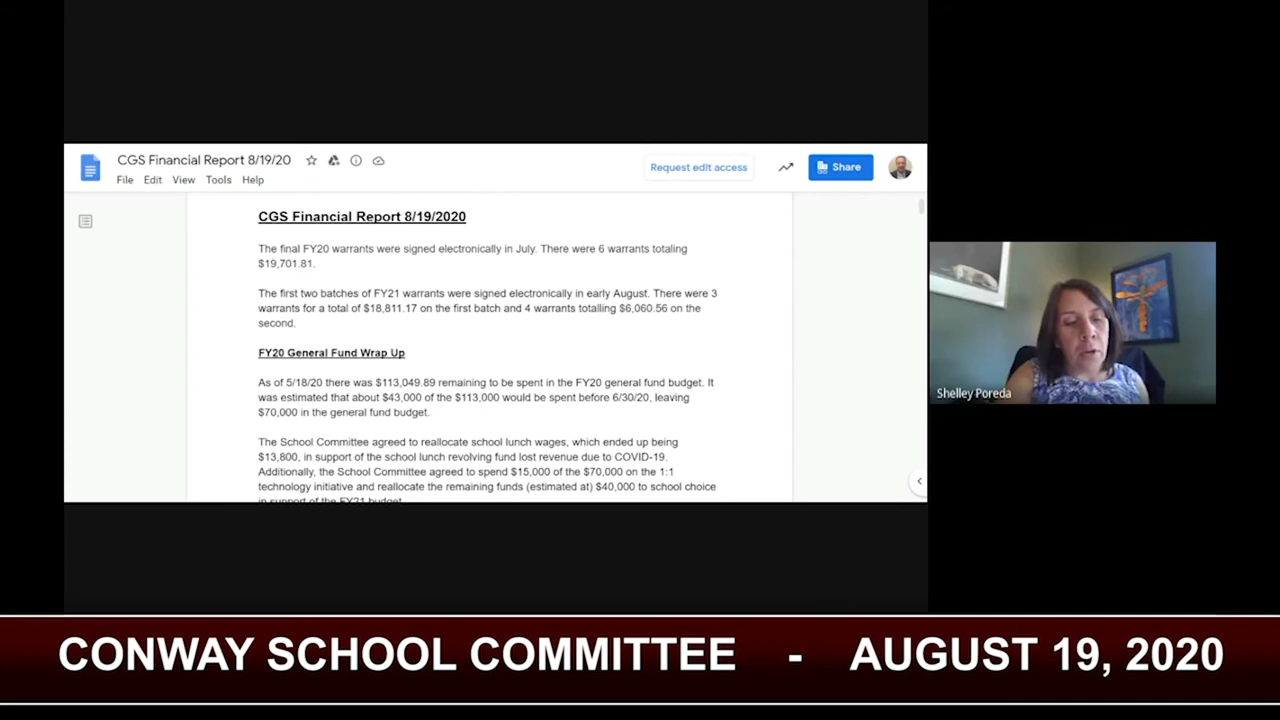 CGS Financial Report 8/19/20
Request edit access
Share
File Edit View Tools Help
CGS Financial Report 8/19/2020
The final FY20 warrants were signed electronically in July. There were 6 warrants totaling
$19,701.81.
The first two batches of FY21 warrants were signed electronically in early August. There were 3
warrants for a total of $18,811.17 on the first batch and 4 warrants totalling $6,060.56 on the
second.
FY20 General Fund Wrap Up
As of 5/18/20 there was $113,049.89 remaining to be spent in the FY20 general fund budget. It
was estimated that about $43,000 of the $113,000 would be spent before 6/30/20, leaving
$70,000 in the general fund budget.
The School Committee agreed to reallocate school lunch wages, which ended up being
$13,800, in support of the school lunch revolving fund lost revenue due to COVID-19.
Additionally, the School Committee agreed to spend $15,000 of the $70,000 on the 1:1
technology initiative and reallocate the remaining funds (estimated at) $40,000 to school choice
in support of the FY21 budget.
Shelley Poreda
CONWAY SCHOOL COMMITTEE - AUGUST 19, 2020